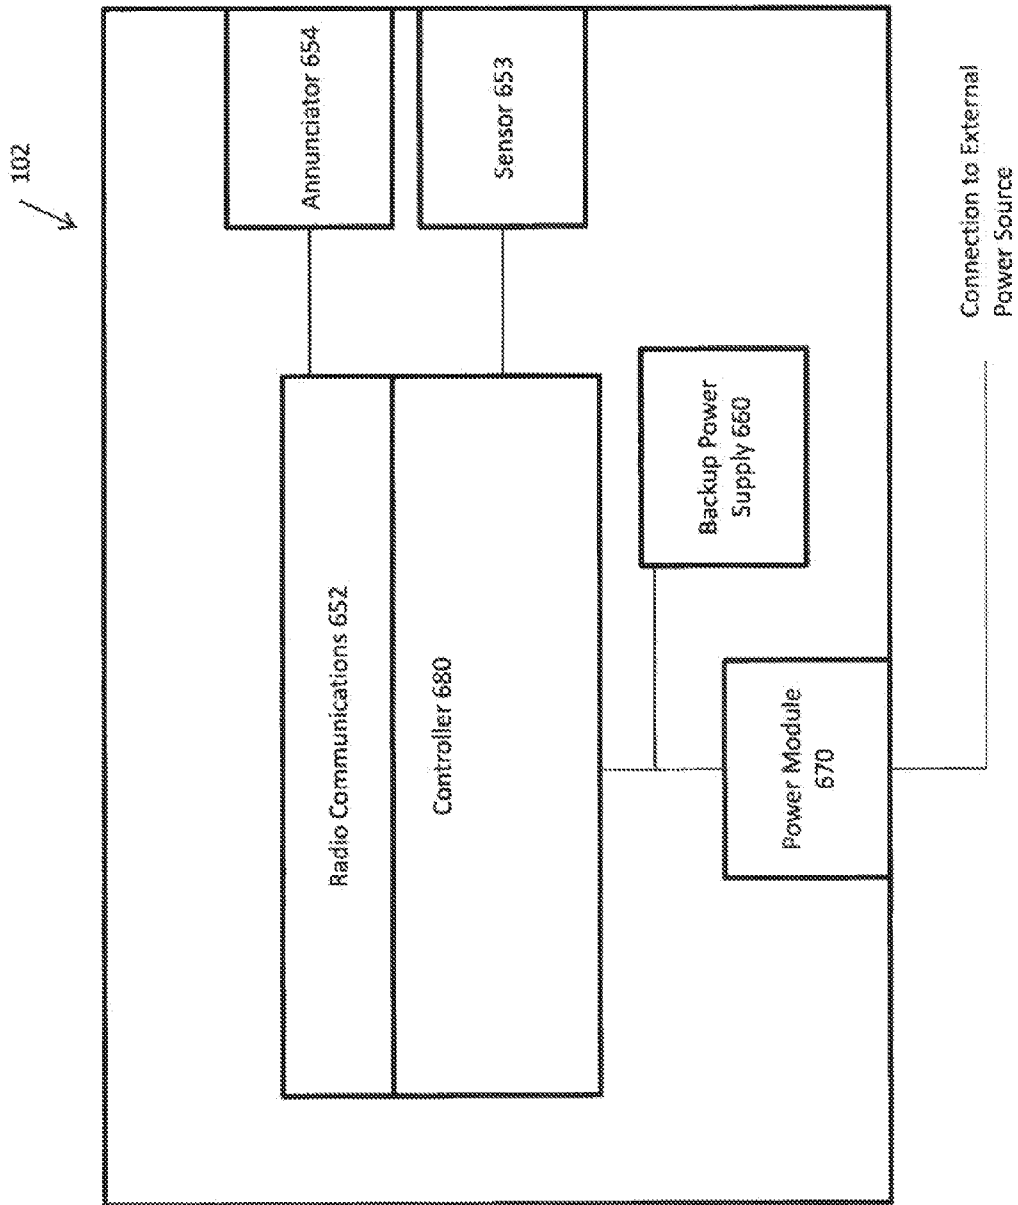 102
Annunciator 654
Sensor 653
Radio Communications 652
Controller 680
Backup Power
Supply 660
Power Module
670
Connection to External
Power Source